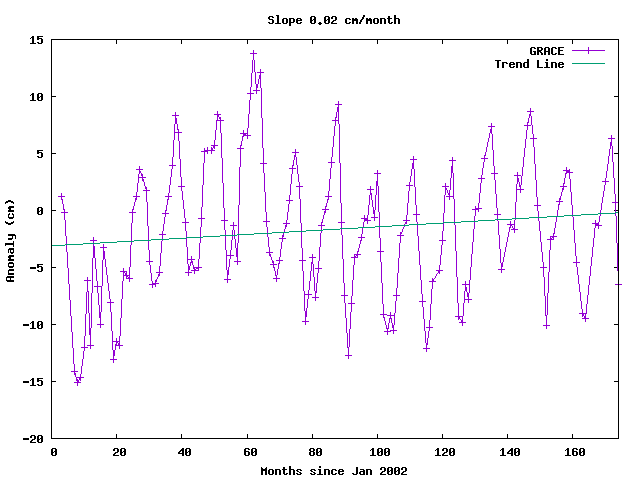 Slope 0.02 cm/month
GRACE
Trend Line
15
10
5
0
-5
-10
-15
-20
Anomaly (cm)
0 20 40 60 80 100 120 140 160
Months since Jan 2002